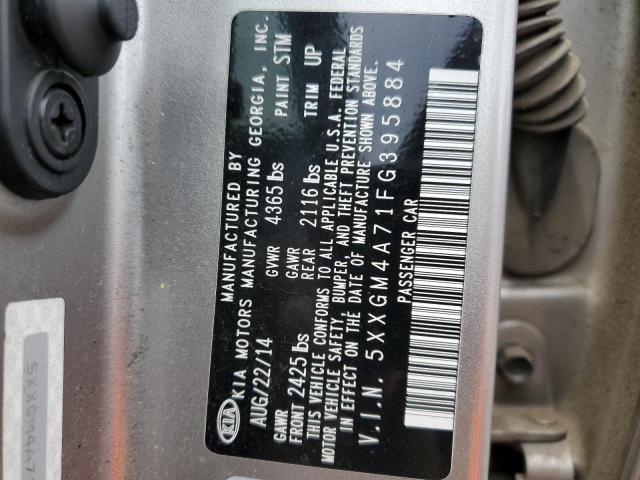 KIA
MANUFACTURED BY
KIA MOTORS MANUFACTURING GEORGIA, INC.
AUG/22/14 GVWR 4365 lbs PAINT STM
GAWR FRONT 2425 lbs GAWR REAR 2116 lbs TRIM UP
THIS VEHICLE CONFORMS TO ALL APPLICABLE U.S.A. FEDERAL
MOTOR VEHICLE SAFETY, BUMPER, AND THEFT PREVENTION STANDARDS
IN EFFECT ON THE DATE OF MANUFACTURE SHOWN ABOVE.
V.I.N. 5XXGM4A71FG395884
PASSENGER CAR
5XXGM4A7